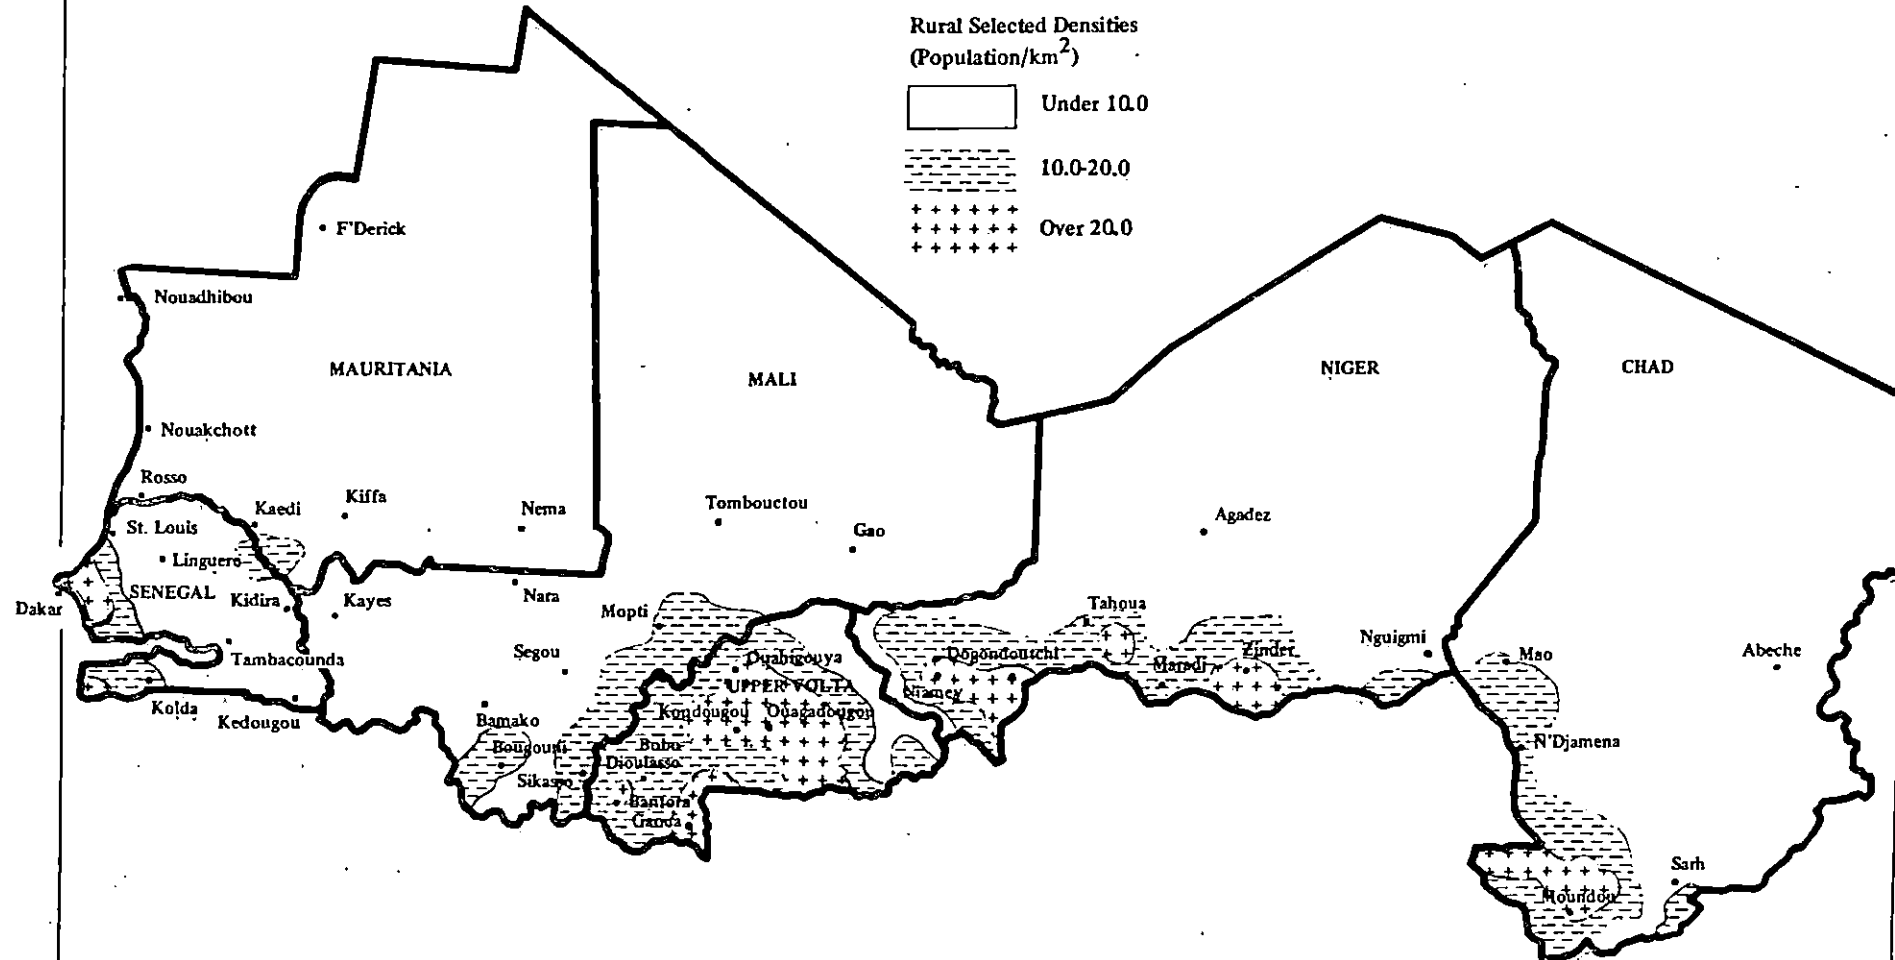 Rural Selected Densities
(Population/km²)
Under 10.0
10.0-20.0
Over 20.0
F'Derick
Nouadhibou
MAURITANIA
MALI
NIGER
CHAD
Nouakchott
Rosso
Kiffa
Kaedi
Nema
Tombouctou
Agadez
St. Louis
Gao
Linguere
SENEGAL
Dakar
Kidira
Kayes
Nara
Mopti
Tahoua
Nguigmi
Segou
Tambacounda
Ouahigouya
Dogondoutchi
Zinder
Mao
Abeche
Maradi
UPPER VOLTA
Niamey
Kolda
Kedougou
Koudougou
Ouagadougou
Bamako
Bougouni
Bobo-
Dioulasso
N'Djamena
Sikasso
Banfora
Gaoua
Sarh
Moundou